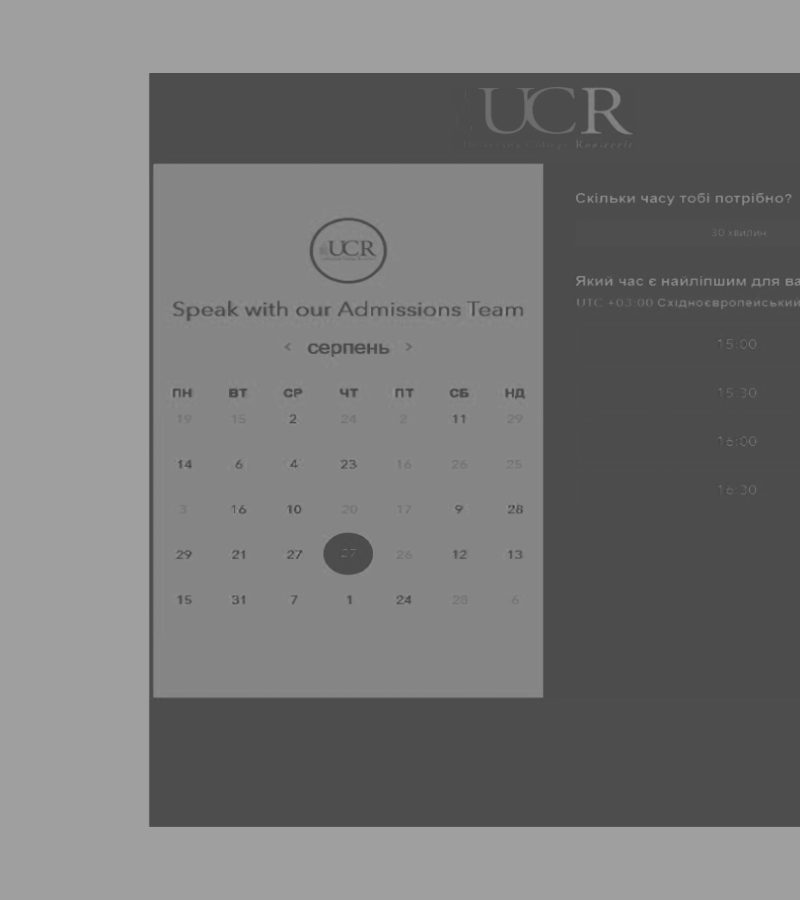 UCR
University College Roosevelt
UCR
Speak with our Admissions Team
< серпень >
ПН ВТ СР ЧТ ПТ СБ НД
19 15 2 24 2 11 29
14 6 4 23 16 26 25
3 16 10 20 17 9 28
29 21 27 27 26 12 13
15 31 7 1 24 28 6
Скільки часу тобі потрібно?
30 хвилин
Який час є найліпшим для ва
UTC +03:00 Східноєвропейський
15:00
15:30
16:00
16:30